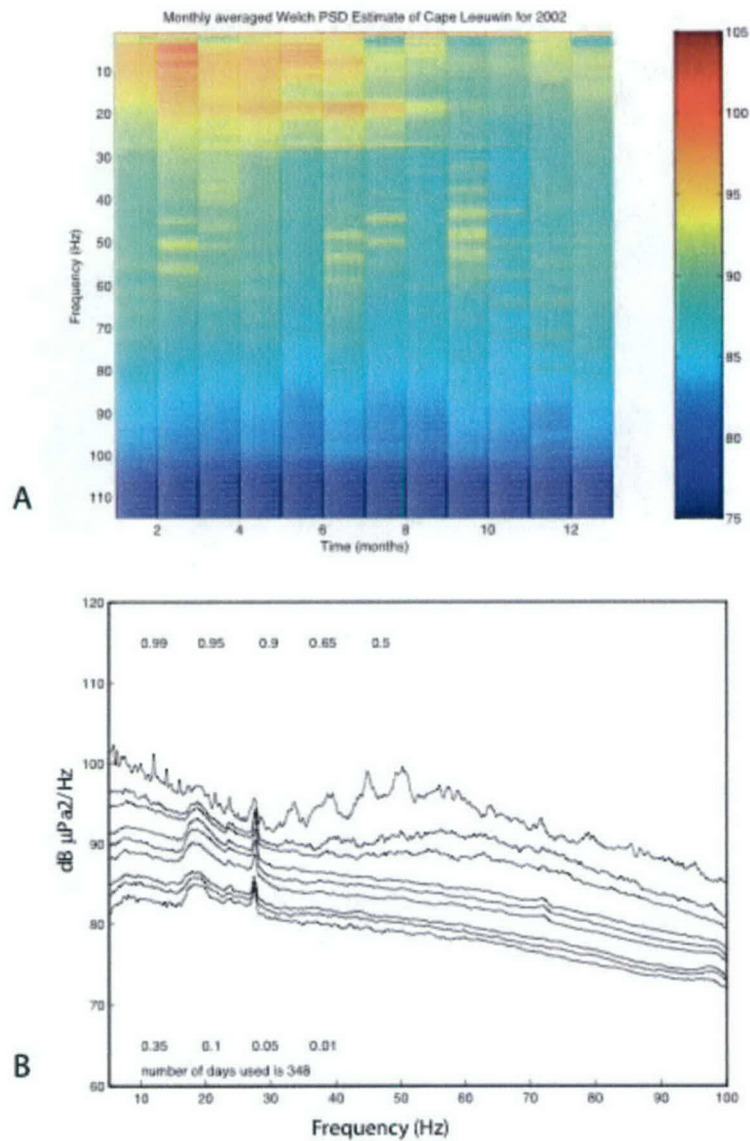 Monthly averaged Welch PSD Estimate of Cape Leeuwin for 2002
105
100
95
90
85
80
75
10
20
30
40
50
60
70
80
90
100
110
Frequency (Hz)
2 4 6 8 10 12
Time (months)
A
120
110
100
90
80
70
60
dB µPa2/Hz
0.99 0.95 0.9 0.65 0.5
0.35 0.1 0.05 0.01
number of days used is 348
10 20 30 40 50 60 70 80 90 100
Frequency (Hz)
B